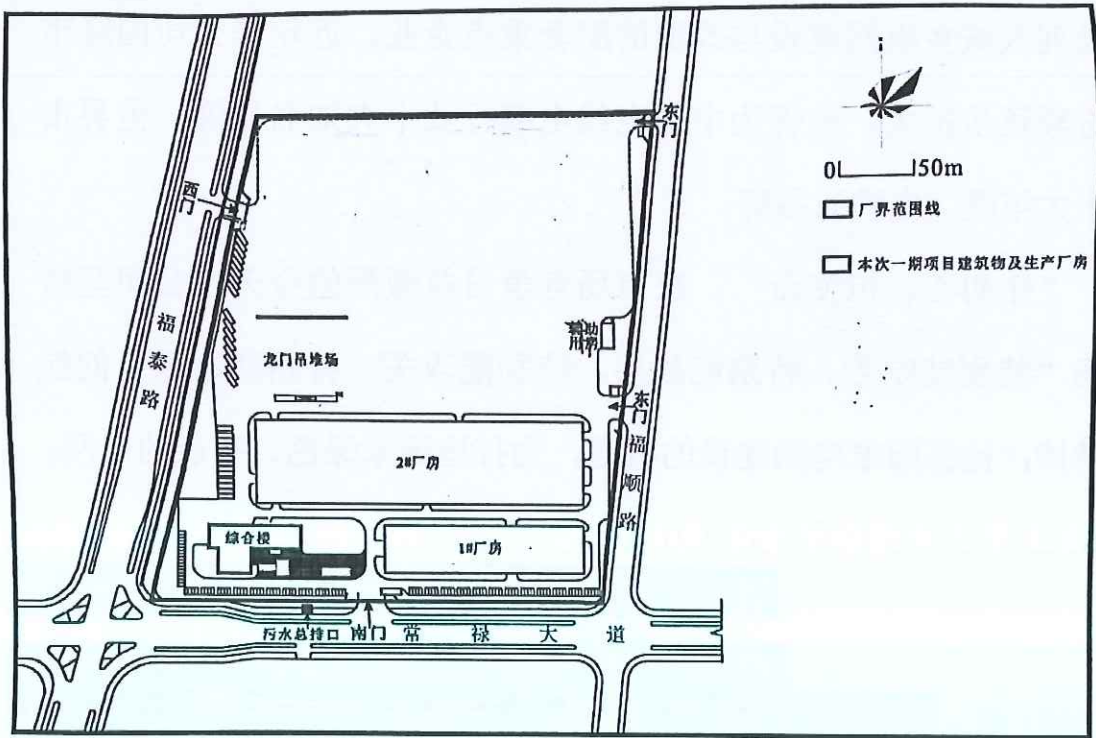 东门
0 50m
厂界范围线
本次一期项目建筑物及生产厂房
西门
福泰路
龙门吊堆场
辅助用房
东门
福顺路
2#厂房
综合楼
1#厂房
污水总排口
南门
常禄大道